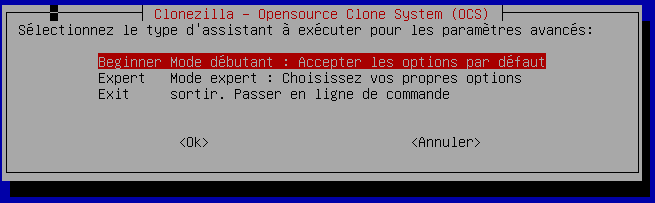 Clonezilla - Opensource Clone System (OCS)
Sélectionnez le type d'assistant à exécuter pour les paramètres avancés:
Beginner Mode débutant : Accepter les options par défaut
Expert Mode expert : Choisissez vos propres options
Exit sortir. Passer en ligne de commande
<Ok> <Annuler>